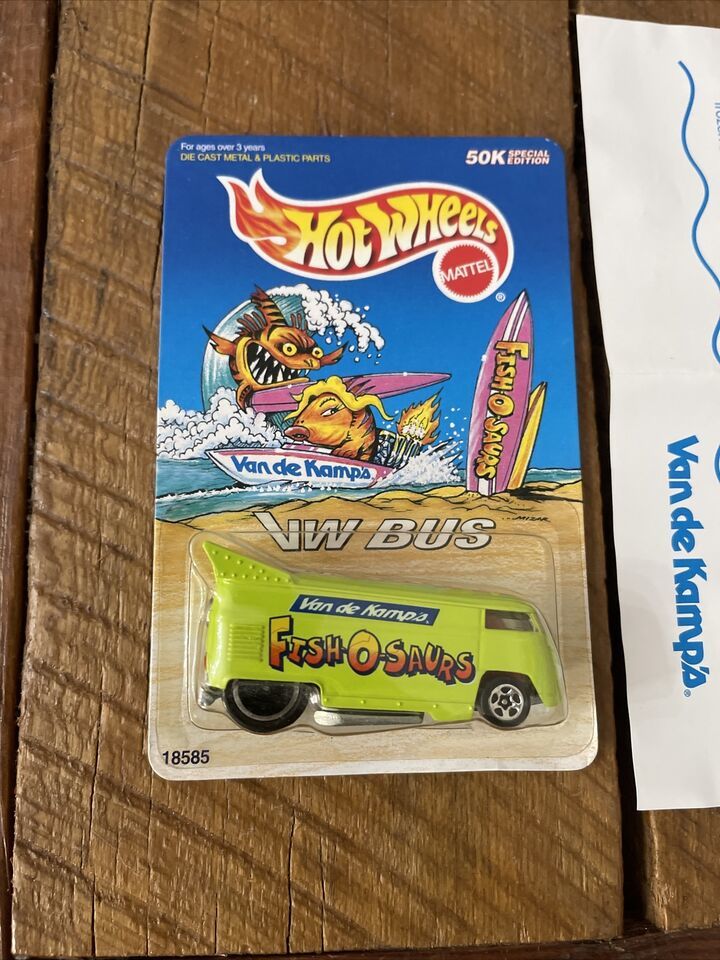 For ages over 3 years
DIE CAST METAL & PLASTIC PARTS
50K SPECIAL EDITION
Hot Wheels
MATTEL
®
FISH-O-SAURS
Van de Kamp's
...MIZAR
VW BUS
Van de Kamp's
FISH-O-SAURS
18585
Van de Kamp's®